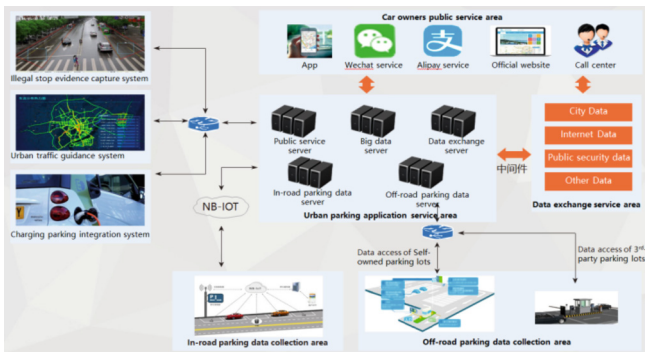 Car owners public service area
App
Wechat service
Alipay service
Official website
Call center
Illegal stop evidence capture system
Urban traffic guidance system
Charging parking integration system
Public service
server
Big data
server
Data exchange
server
In-road parking data
server
Off-road parking data
server
Urban parking application service area
中间件
City Data
Internet Data
Public security data
Other Data
Data exchange service area
NB-IOT
Data access of Self-
owned parking lots
Data access of 3rd
party parking lots
NB-IOT
In-road parking data collection area
Off-road parking data collection area